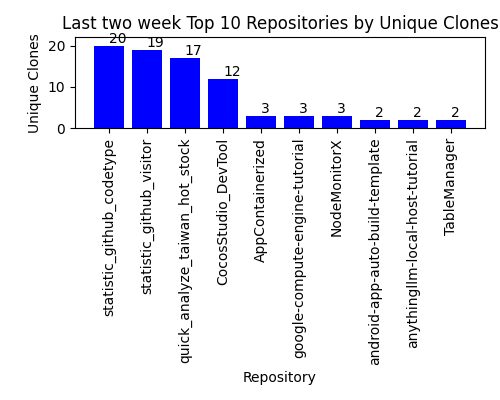 Last two week Top 10 Repositories by Unique Clones
Unique Clones
20
10
0
20
19
17
12
3
3
3
2
2
2
statistic_github_codetype
statistic_github_visitor
quick_analyze_taiwan_hot_stock
CocosStudio_DevTool
AppContainerized
google-compute-engine-tutorial
NodeMonitorX
android-app-auto-build-template
anythingllm-local-host-tutorial
TableManager
Repository